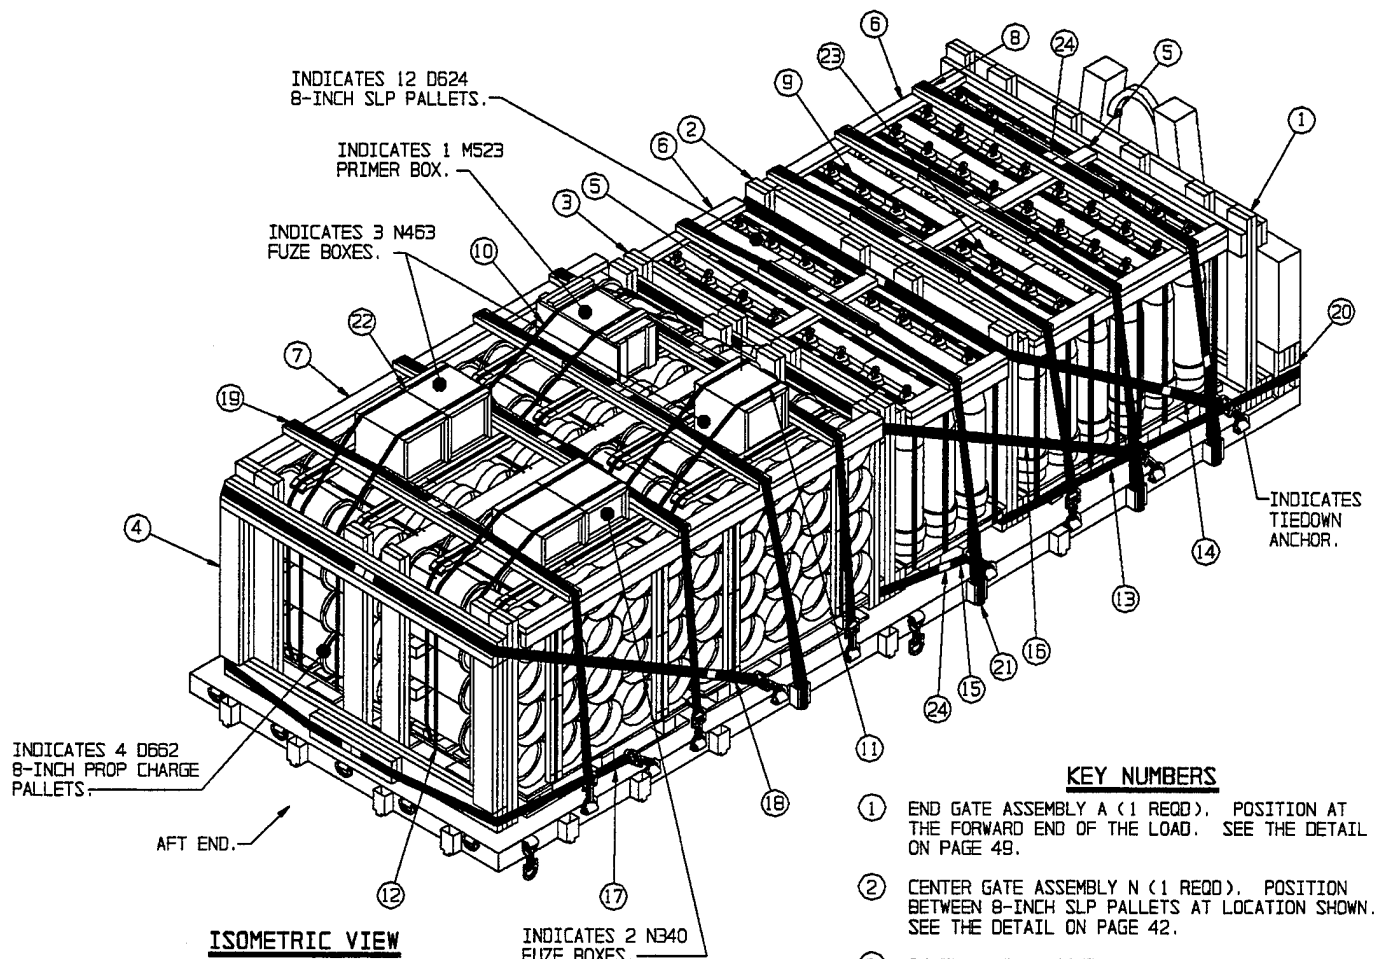 INDICATES 12 D624
8-INCH SLP PALLETS.
INDICATES 1 M523
PRIMER BOX.
INDICATES 3 N463
FUZE BOXES.
6
8
24
5
23
9
2
6
5
3
10
1
22
7
19
20
4
INDICATES
TIEDOWN
ANCHOR.
14
13
16
21
15
24
11
18
INDICATES 4 D662
8-INCH PROP CHARGE
PALLETS.
AFT END.
12
17
ISOMETRIC VIEW
INDICATES 2 N340
FUZE BOXES.
KEY NUMBERS
1 END GATE ASSEMBLY A (1 REQD). POSITION AT
THE FORWARD END OF THE LOAD. SEE THE DETAIL
ON PAGE 49.
2 CENTER GATE ASSEMBLY N (1 REQD). POSITION
BETWEEN 8-INCH SLP PALLETS AT LOCATION SHOWN.
SEE THE DETAIL ON PAGE 42.